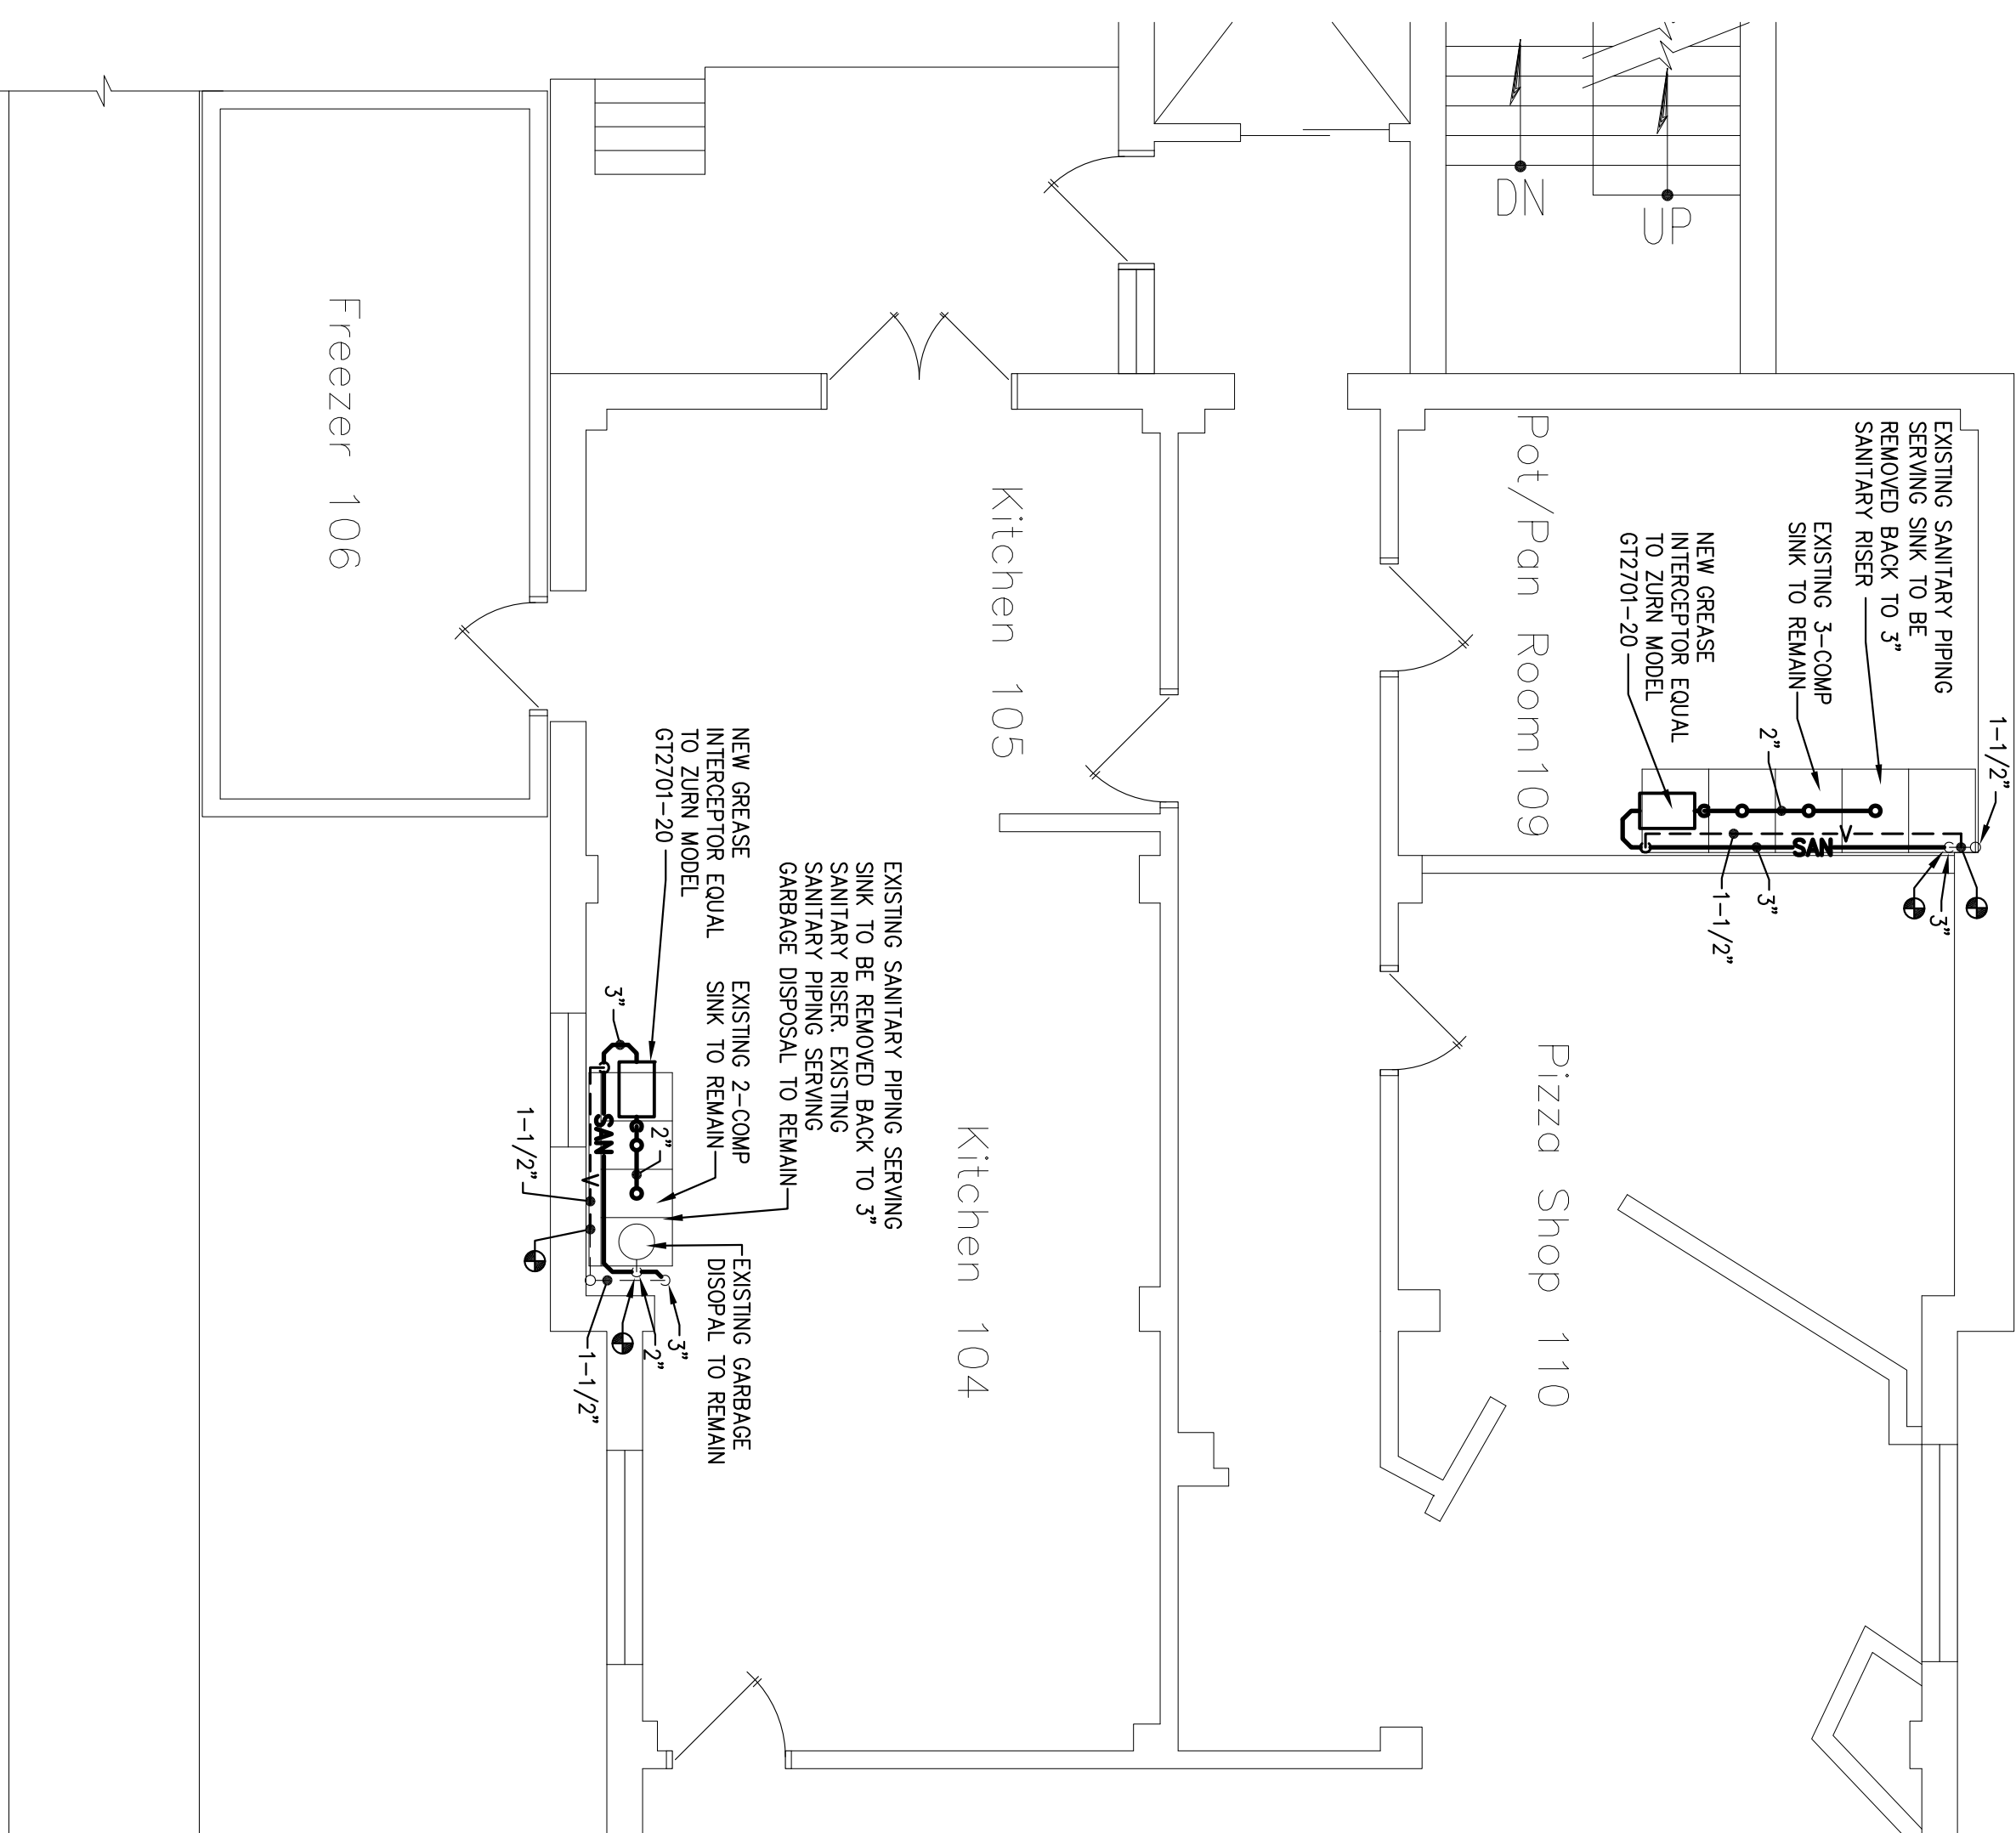 DN
UP
Freezer 106
Kitchen 105
Pot/Pan Room109
EXISTING SANITARY PIPING
SERVING SINK TO BE
REMOVED BACK TO 3"
SANITARY RISER
EXISTING 3-COMP
SINK TO REMAIN
NEW GREASE
INTERCEPTOR EQUAL
TO ZURN MODEL
GT2701-20
1-1/2"
2"
V
SAN
3"
1-1/2"
3"
Pizza Shop 110
Kitchen 104
NEW GREASE
INTERCEPTOR EQUAL
TO ZURN MODEL
GT2701-20
EXISTING SANITARY PIPING SERVING
SINK TO BE REMOVED BACK TO 3"
SANITARY RISER. EXISTING
SANITARY PIPING SERVING
GARBAGE DISPOSAL TO REMAIN
EXISTING 2-COMP
SINK TO REMAIN
EXISTING GARBAGE
DISOPAL TO REMAIN
3"
2"
SAN
V
1-1/2"
3"
2"
1-1/2"